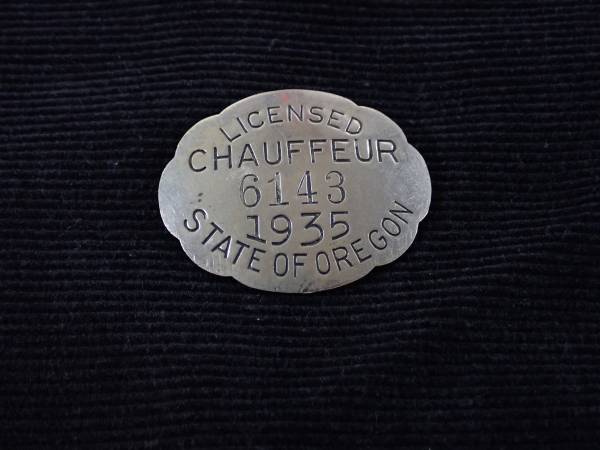 LICENSED
CHAUFFEUR
6143
1935
STATE OF OREGON